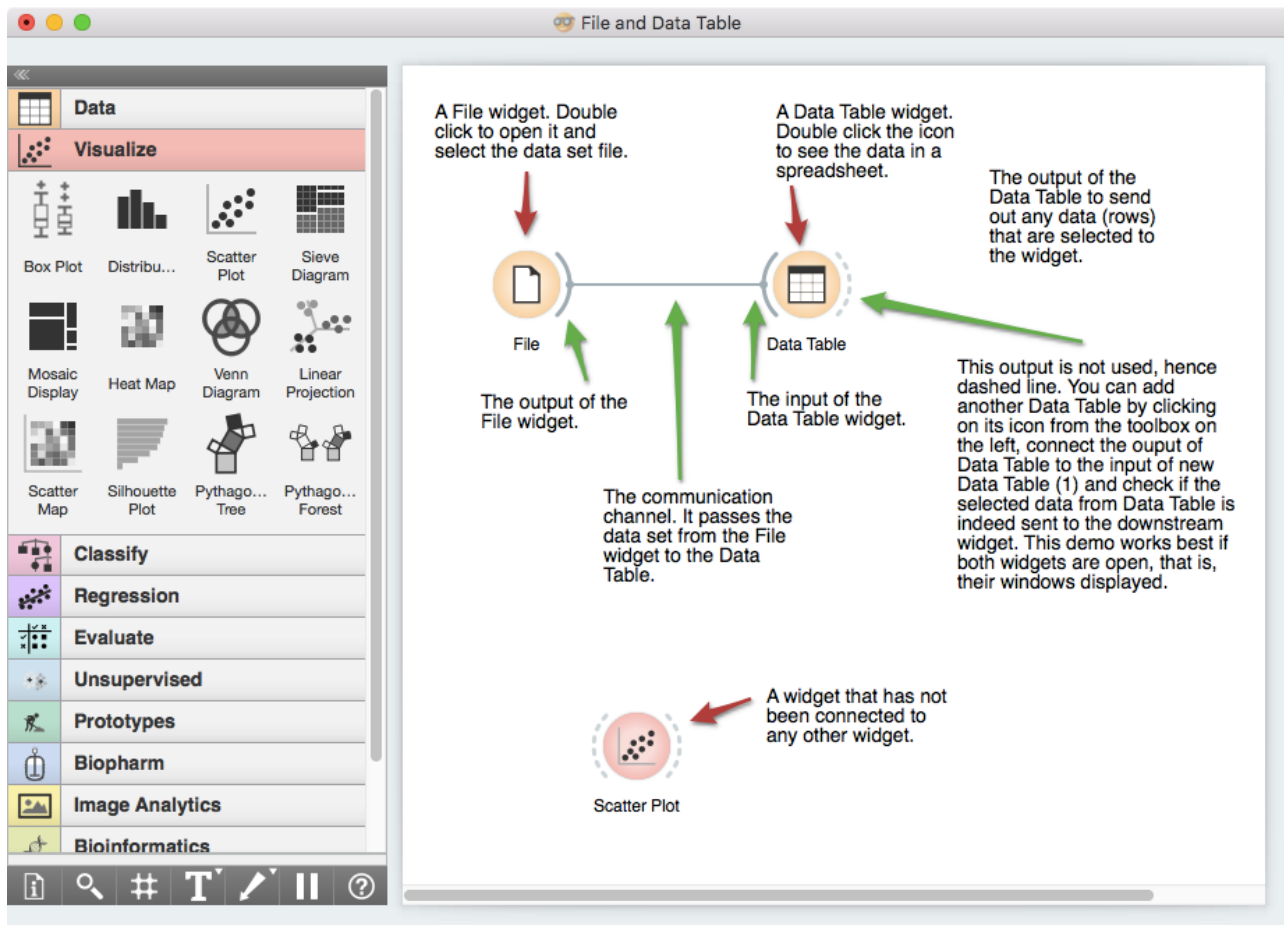 File and Data Table
Data
Visualize
Box Plot
Distribu...
Scatter
Plot
Sieve
Diagram
Mosaic
Display
Heat Map
Venn
Diagram
Linear
Projection
Scatter
Map
Silhouette
Plot
Pythago...
Tree
Pythago...
Forest
Classify
Regression
Evaluate
Unsupervised
Prototypes
Biopharm
Image Analytics
Bioinformatics
A File widget. Double
click to open it and
select the data set file.
A Data Table widget.
Double click the icon
to see the data in a
spreadsheet.
The output of the
Data Table to send
out any data (rows)
that are selected to
the widget.
File
Data Table
The output of the
File widget.
The input of the
Data Table widget.
This output is not used, hence
dashed line. You can add
another Data Table by clicking
on its icon from the toolbox on
the left, connect the ouput of
Data Table to the input of new
Data Table (1) and check if the
selected data from Data Table is
indeed sent to the downstream
widget. This demo works best if
both widgets are open, that is,
their windows displayed.
The communication
channel. It passes the
data set from the File
widget to the Data
Table.
A widget that has not
been connected to
any other widget.
Scatter Plot